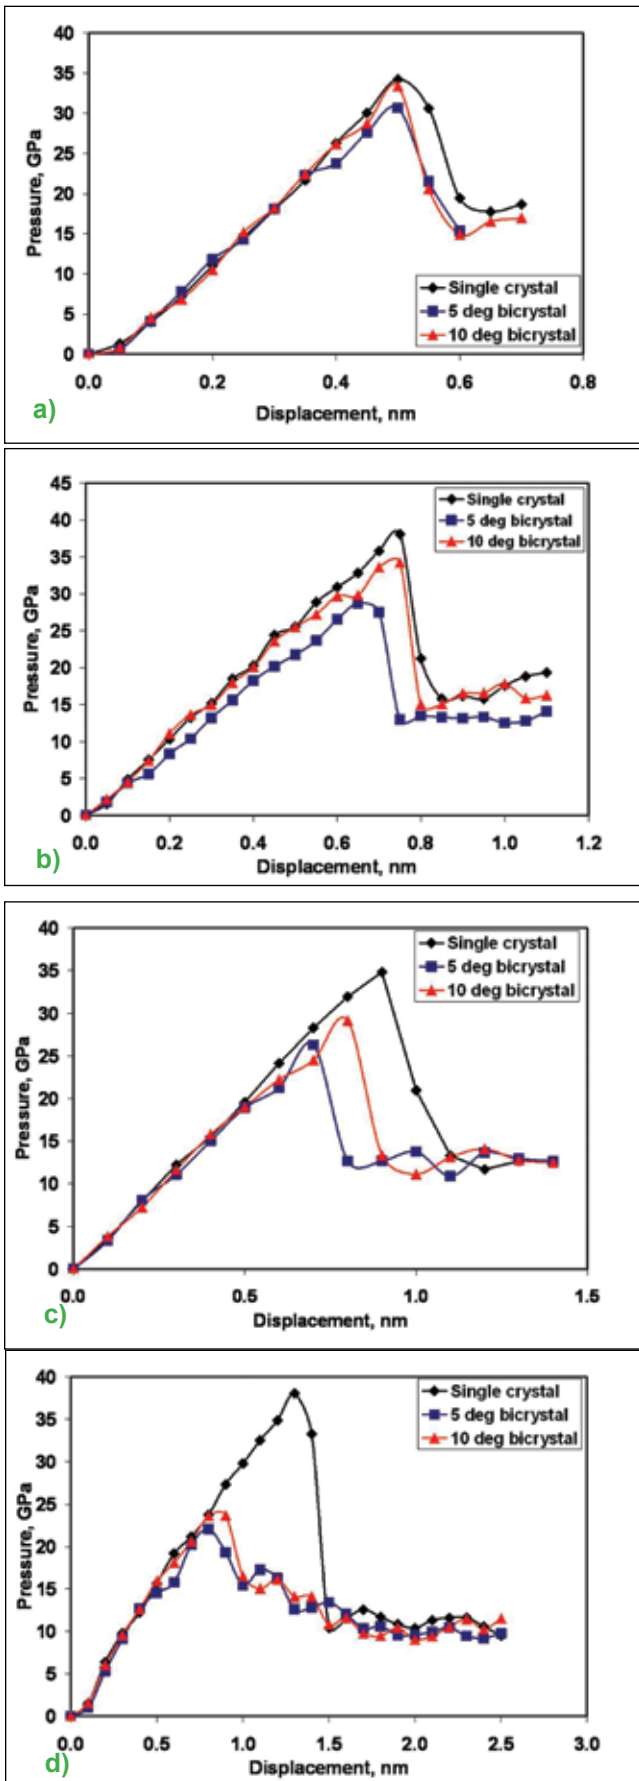 40
35
30
25
20
15
10
5
0
Pressure, GPa
Single crystal
5 deg bicrystal
10 deg bicrystal
0.0 0.2 0.4 0.6 0.8
Displacement, nm
a)
45
40
35
30
25
20
15
10
5
0
Pressure, GPa
Single crystal
5 deg bicrystal
10 deg bicrystal
0.0 0.2 0.4 0.6 0.8 1.0 1.2
Displacement, nm
b)
40
35
30
25
20
15
10
5
0
Pressure, GPa
Single crystal
5 deg bicrystal
10 deg bicrystal
0.0 0.5 1.0 1.5
Displacement, nm
c)
40
35
30
25
20
15
10
5
0
Pressure, GPa
Single crystal
5 deg bicrystal
10 deg bicrystal
0.0 0.5 1.0 1.5 2.0 2.5 3.0
Displacement, nm
d)